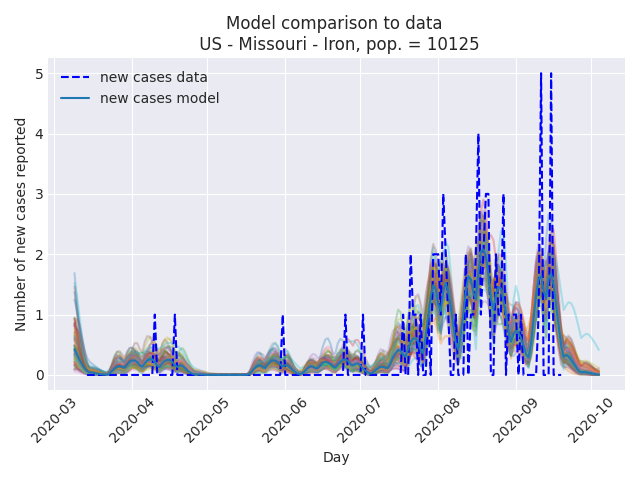 Model comparison to data
US - Missouri - Iron, pop. = 10125
new cases data
new cases model
Number of new cases reported
5
4
3
2
1
0
2020-03
2020-04
2020-05
2020-06
2020-07
2020-08
2020-09
2020-10
Day